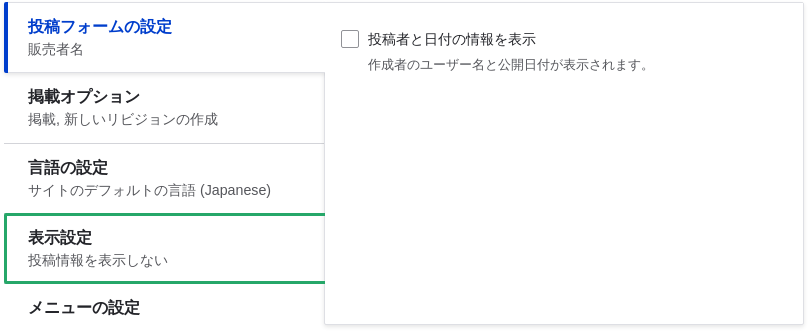 投稿フォームの設定
販売者名
掲載オプション
掲載, 新しいリビジョンの作成
言語の設定
サイトのデフォルトの言語 (Japanese)
表示設定
投稿情報を表示しない
メニューの設定
投稿者と日付の情報を表示
作成者のユーザー名と公開日付が表示されます。